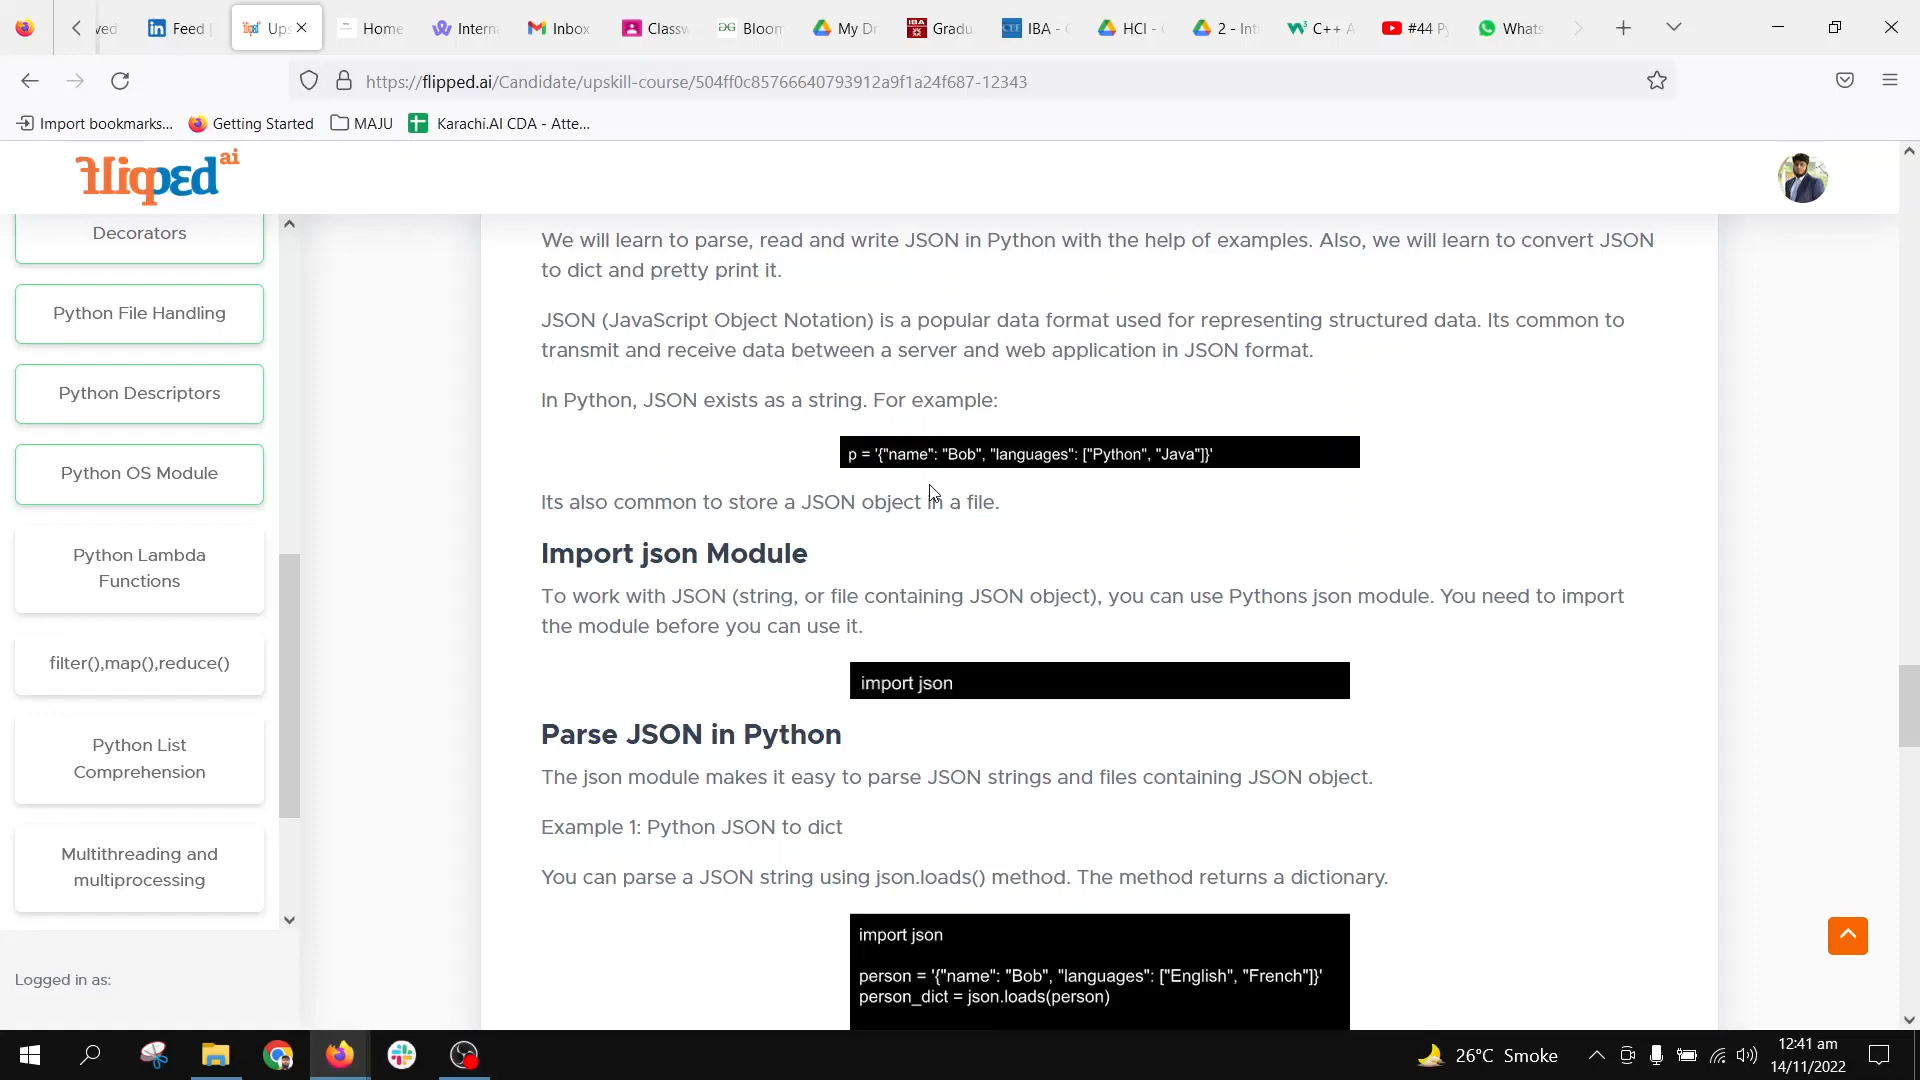 ved
Feed
Ups
Home
Intern
Inbox
Classw
Bloon
My Dr
Gradu
IBA - C
HCI -
2 - Int
C++ A
#44 Py
Whats
https://flipped.ai/Candidate/upskill-course/504ff0c85766640793912a9f1a24f687-12343
Import bookmarks...
Getting Started
MAJU
Karachi.AI CDA - Atte...
flipped ai
Decorators
Python File Handling
Python Descriptors
Python OS Module
Python Lambda
Functions
filter(),map(),reduce()
Python List
Comprehension
Multithreading and
multiprocessing
Logged in as:
We will learn to parse, read and write JSON in Python with the help of examples. Also, we will learn to convert JSON
to dict and pretty print it.
JSON (JavaScript Object Notation) is a popular data format used for representing structured data. Its common to
transmit and receive data between a server and web application in JSON format.
In Python, JSON exists as a string. For example:
p = '{"name": "Bob", "languages": ["Python", "Java"]}'
Its also common to store a JSON object in a file.
Import json Module
To work with JSON (string, or file containing JSON object), you can use Pythons json module. You need to import
the module before you can use it.
import json
Parse JSON in Python
The json module makes it easy to parse JSON strings and files containing JSON object.
Example 1: Python JSON to dict
You can parse a JSON string using json.loads() method. The method returns a dictionary.
import json
person = '{"name": "Bob", "languages": ["English", "French"]}'
person_dict = json.loads(person)
26°C Smoke
12:41 am
14/11/2022